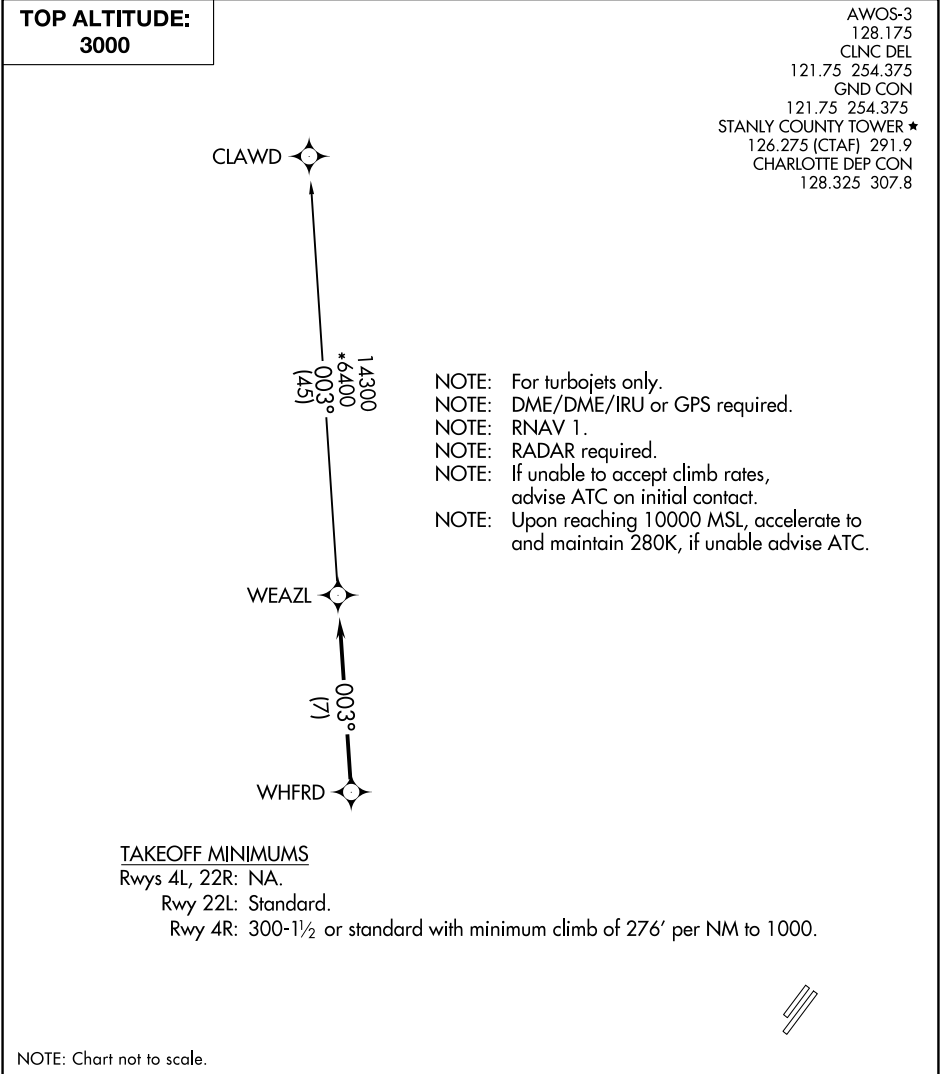 TOP ALTITUDE:
3000
AWOS-3
128.175
CLNC DEL
121.75 254.375
GND CON
121.75 254.375
STANLY COUNTY TOWER ★
126.275 (CTAF) 291.9
CHARLOTTE DEP CON
128.325 307.8
CLAWD
14300
*6400
003°
(45)
NOTE: For turbojets only.
NOTE: DME/DME/IRU or GPS required.
NOTE: RNAV 1.
NOTE: RADAR required.
NOTE: If unable to accept climb rates,
advise ATC on initial contact.
NOTE: Upon reaching 10000 MSL, accelerate to
and maintain 280K, if unable advise ATC.
WEAZL
003°
(7)
WHFRD
TAKEOFF MINIMUMS
Rwys 4L, 22R: NA.
Rwy 22L: Standard.
Rwy 4R: 300-1½ or standard with minimum climb of 276′ per NM to 1000.
NOTE: Chart not to scale.